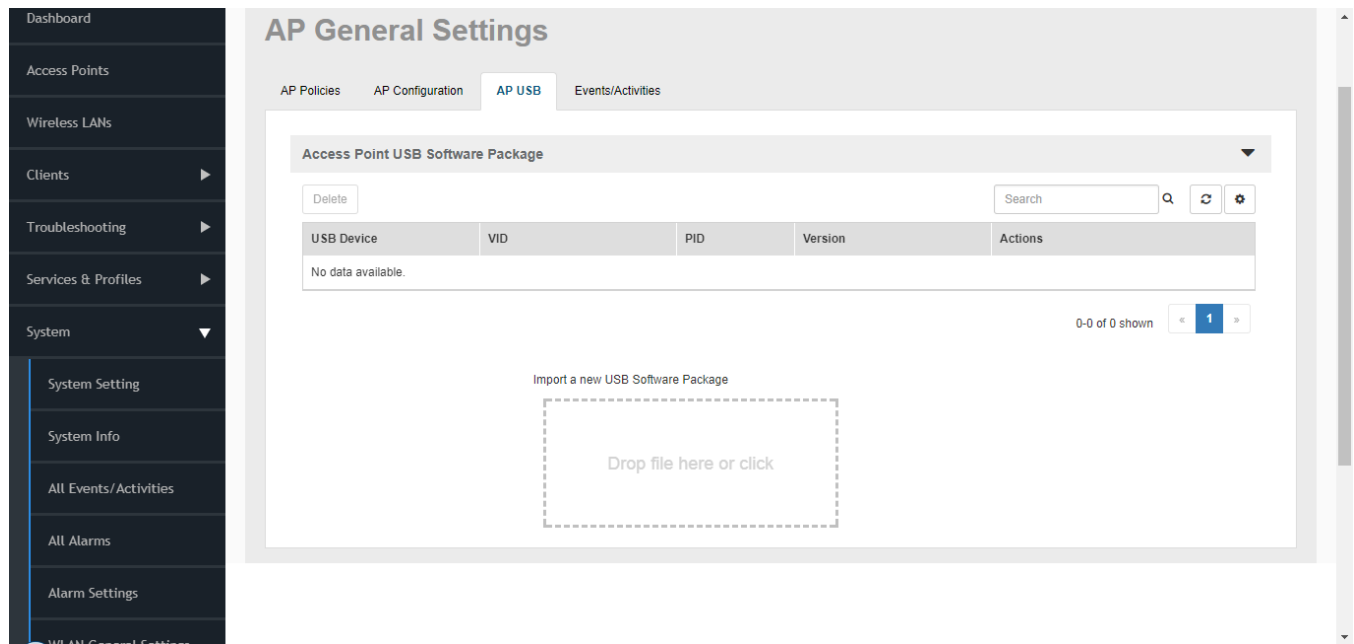 Dashboard
Access Points
Wireless LANs
Clients
Troubleshooting
Services & Profiles
System
System Setting
System Info
All Events/Activities
All Alarms
Alarm Settings
WLAN General Settings
AP General Settings
AP Policies AP Configuration AP USB Events/Activities
Access Point USB Software Package
Delete Search
USB Device VID PID Version Actions
No data available.
0-0 of 0 shown « 1 »
Import a new USB Software Package
Drop file here or click